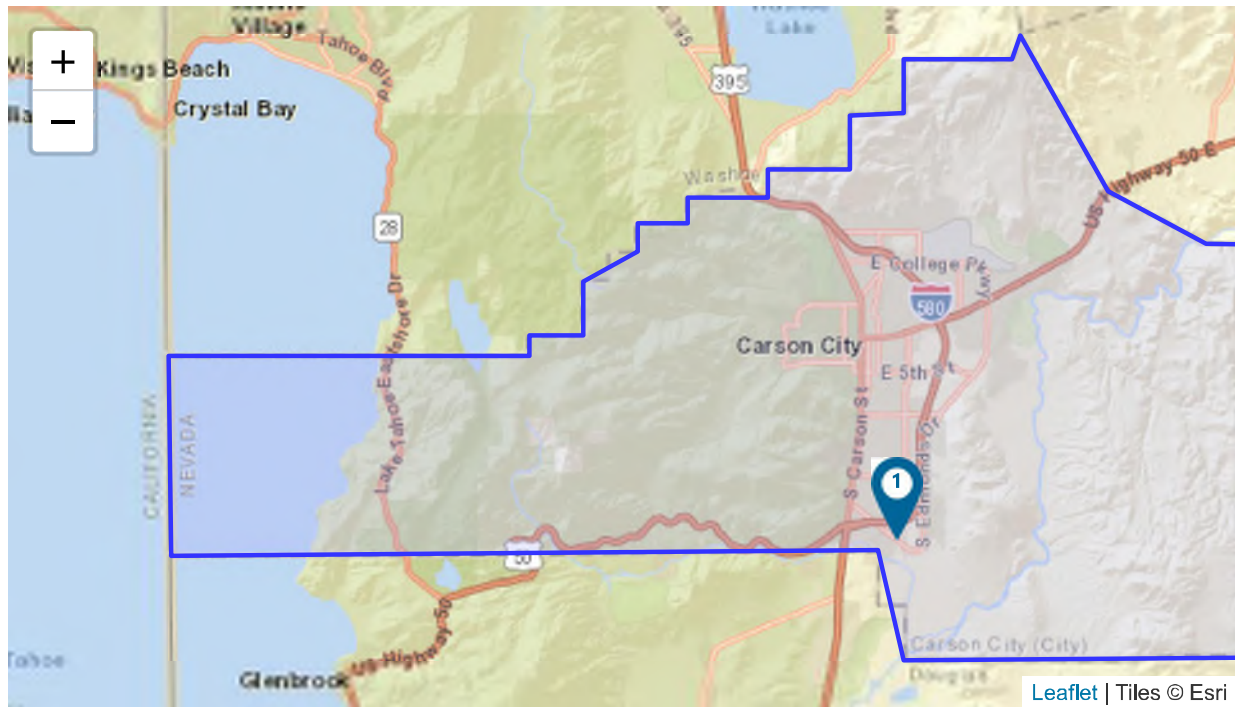 Village
Lake
+
Kings Beach
Tahoe Blvd
395
395
Crystal Bay
−
Washoe
28
US Highway 50 E
E College Pkwy
580
Carson City
E 5th St
Lake Tahoe Eastshore Dr
CALIFORNIA
NEVADA
S Carson St
S Edmonds Dr
1
50
US Highway 50
Carson City (City)
Tahoe
Glenbrook
Douglas
Leaflet | Tiles © Esri